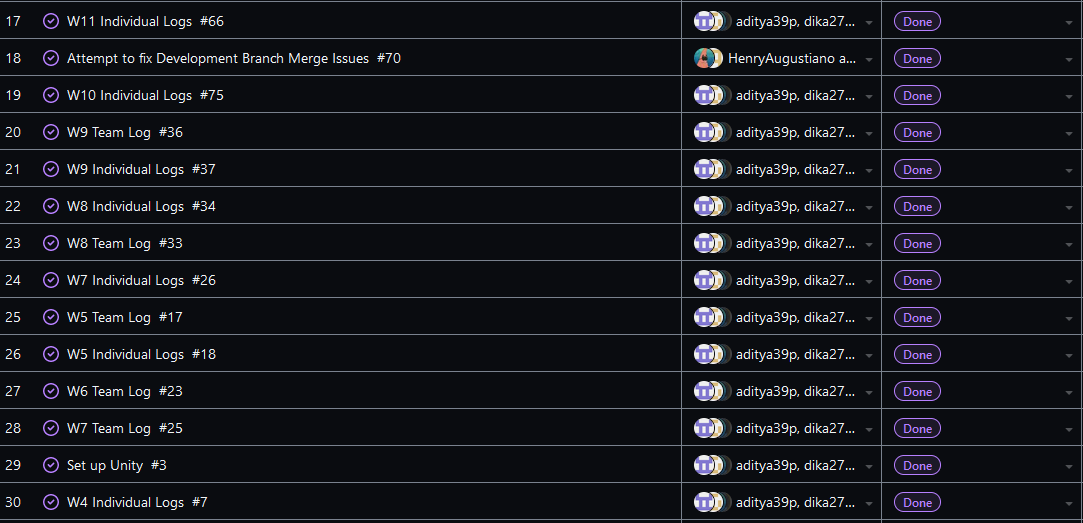 17 W11 Individual Logs #66 aditya39p, dika27... Done
18 Attempt to fix Development Branch Merge Issues #70 HenryAugustiano a... Done
19 W10 Individual Logs #75 aditya39p, dika27... Done
20 W9 Team Log #36 aditya39p, dika27... Done
21 W9 Individual Logs #37 aditya39p, dika27... Done
22 W8 Individual Logs #34 aditya39p, dika27... Done
23 W8 Team Log #33 aditya39p, dika27... Done
24 W7 Individual Logs #26 aditya39p, dika27... Done
25 W5 Team Log #17 aditya39p, dika27... Done
26 W5 Individual Logs #18 aditya39p, dika27... Done
27 W6 Team Log #23 aditya39p, dika27... Done
28 W7 Team Log #25 aditya39p, dika27... Done
29 Set up Unity #3 aditya39p, dika27... Done
30 W4 Individual Logs #7 aditya39p, dika27... Done